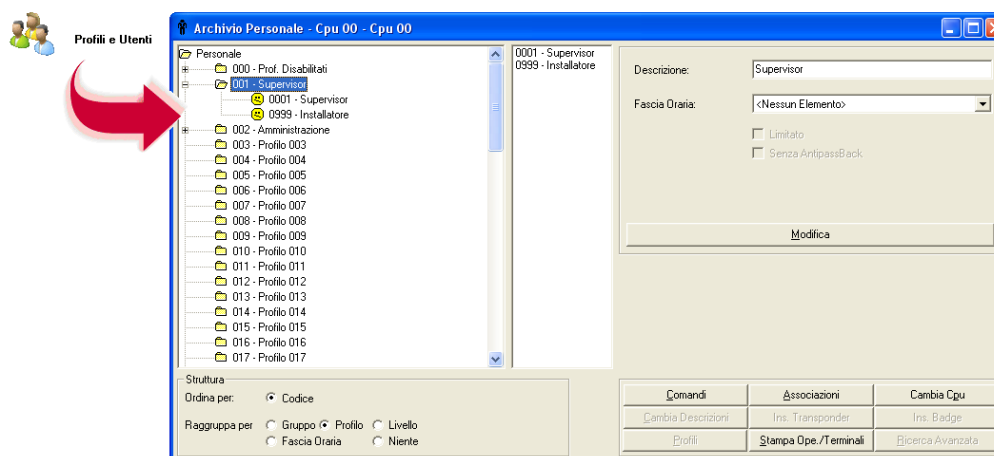 Profili e Utenti
Archivio Personale - Cpu 00 - Cpu 00
Personale
000 - Prof. Disabilitati
001 - Supervisor
0001 - Supervisor
0999 - Installatore
002 - Amministrazione
003 - Profilo 003
004 - Profilo 004
005 - Profilo 005
006 - Profilo 006
007 - Profilo 007
008 - Profilo 008
009 - Profilo 009
010 - Profilo 010
011 - Profilo 011
012 - Profilo 012
013 - Profilo 013
014 - Profilo 014
015 - Profilo 015
016 - Profilo 016
017 - Profilo 017
0001 - Supervisor
0999 - Installatore
Descrizione: Supervisor
Fascia Oraria: <Nessun Elemento>
Limitato
Senza AntipassBack
Modifica
Struttura
Ordina per: Codice
Raggruppa per Gruppo Profilo Livello
Fascia Oraria Niente
Comandi Associazioni Cambia Cpu
Cambia Descrizioni Ins. Transponder Ins. Badge
Profili Stampa Ope./Terminali Ricerca Avanzata